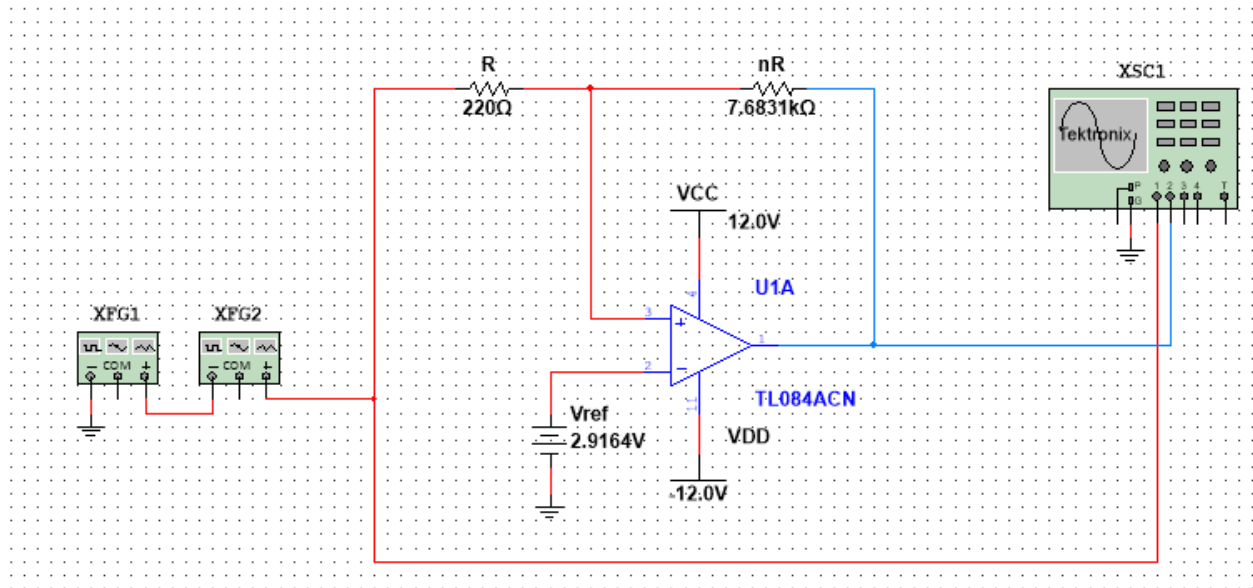 R
220Ω
nR
7.6831kΩ
XSC1
Tektronix
P
G
1 2 3 4
T
VCC
12.0V
4
U1A
3
+
1
2
−
11
TL084ACN
VDD
-12.0V
XFG1
− COM +
XFG2
− COM +
Vref
2.9164V